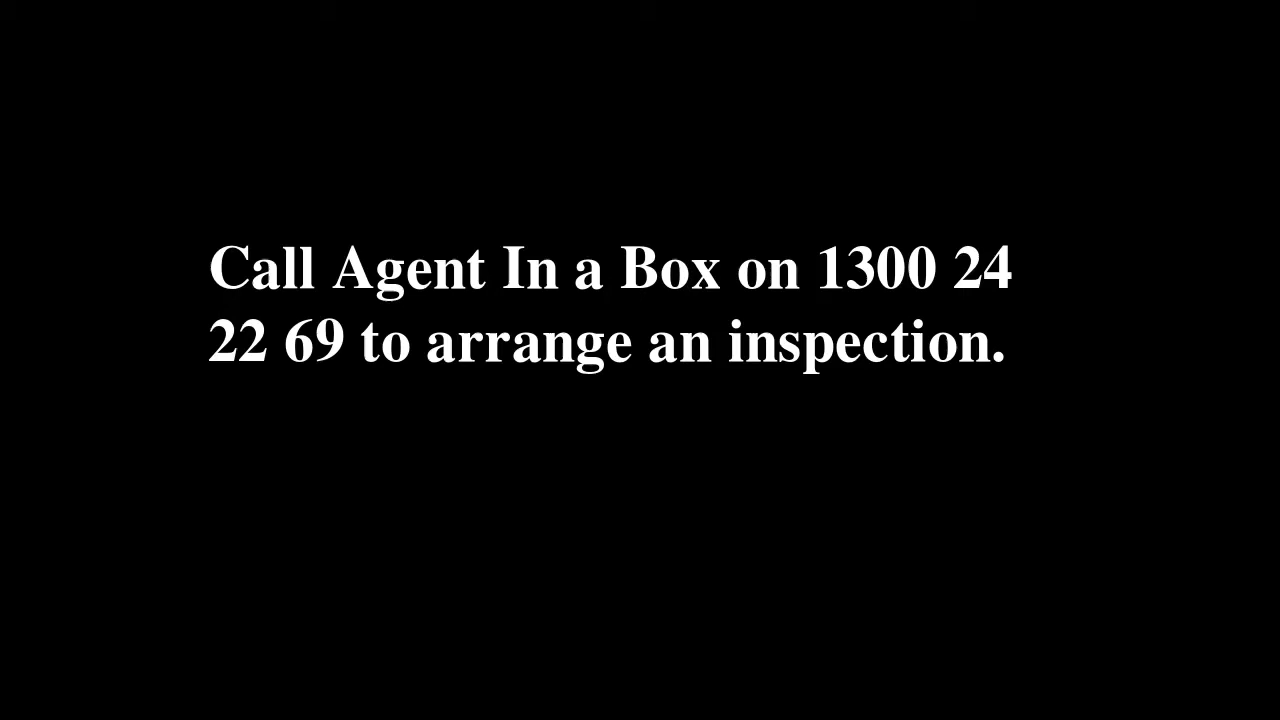 Call Agent In a Box on 1300 24
22 69 to arrange an inspection.